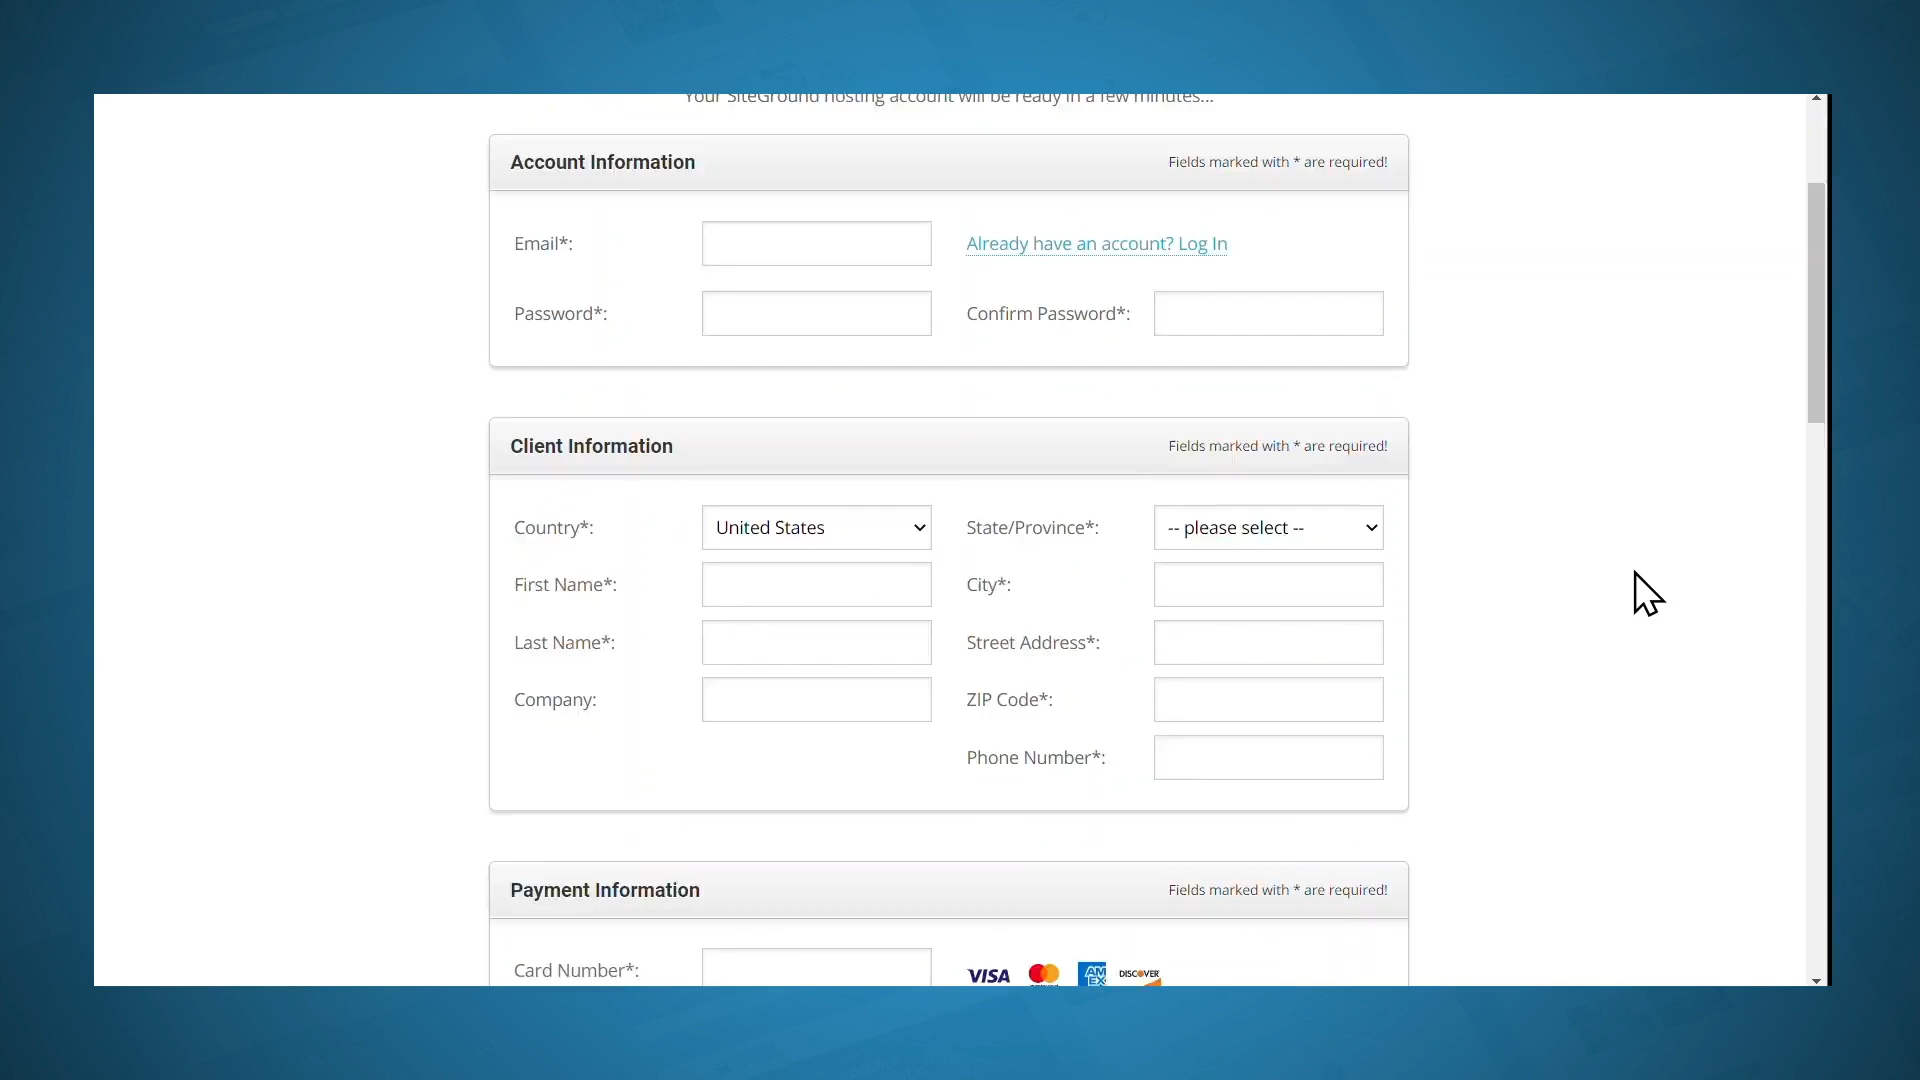 Your SiteGround hosting account will be ready in a few minutes...
Account Information Fields marked with * are required!
Email*: Already have an account? Log In
Password*: Confirm Password*:
Client Information Fields marked with * are required!
Country*: United States State/Province*: -- please select --
First Name*: City*:
Last Name*: Street Address*:
Company: ZIP Code*:
Phone Number*:
Payment Information Fields marked with * are required!
Card Number*: VISA AM EX DISCOVER